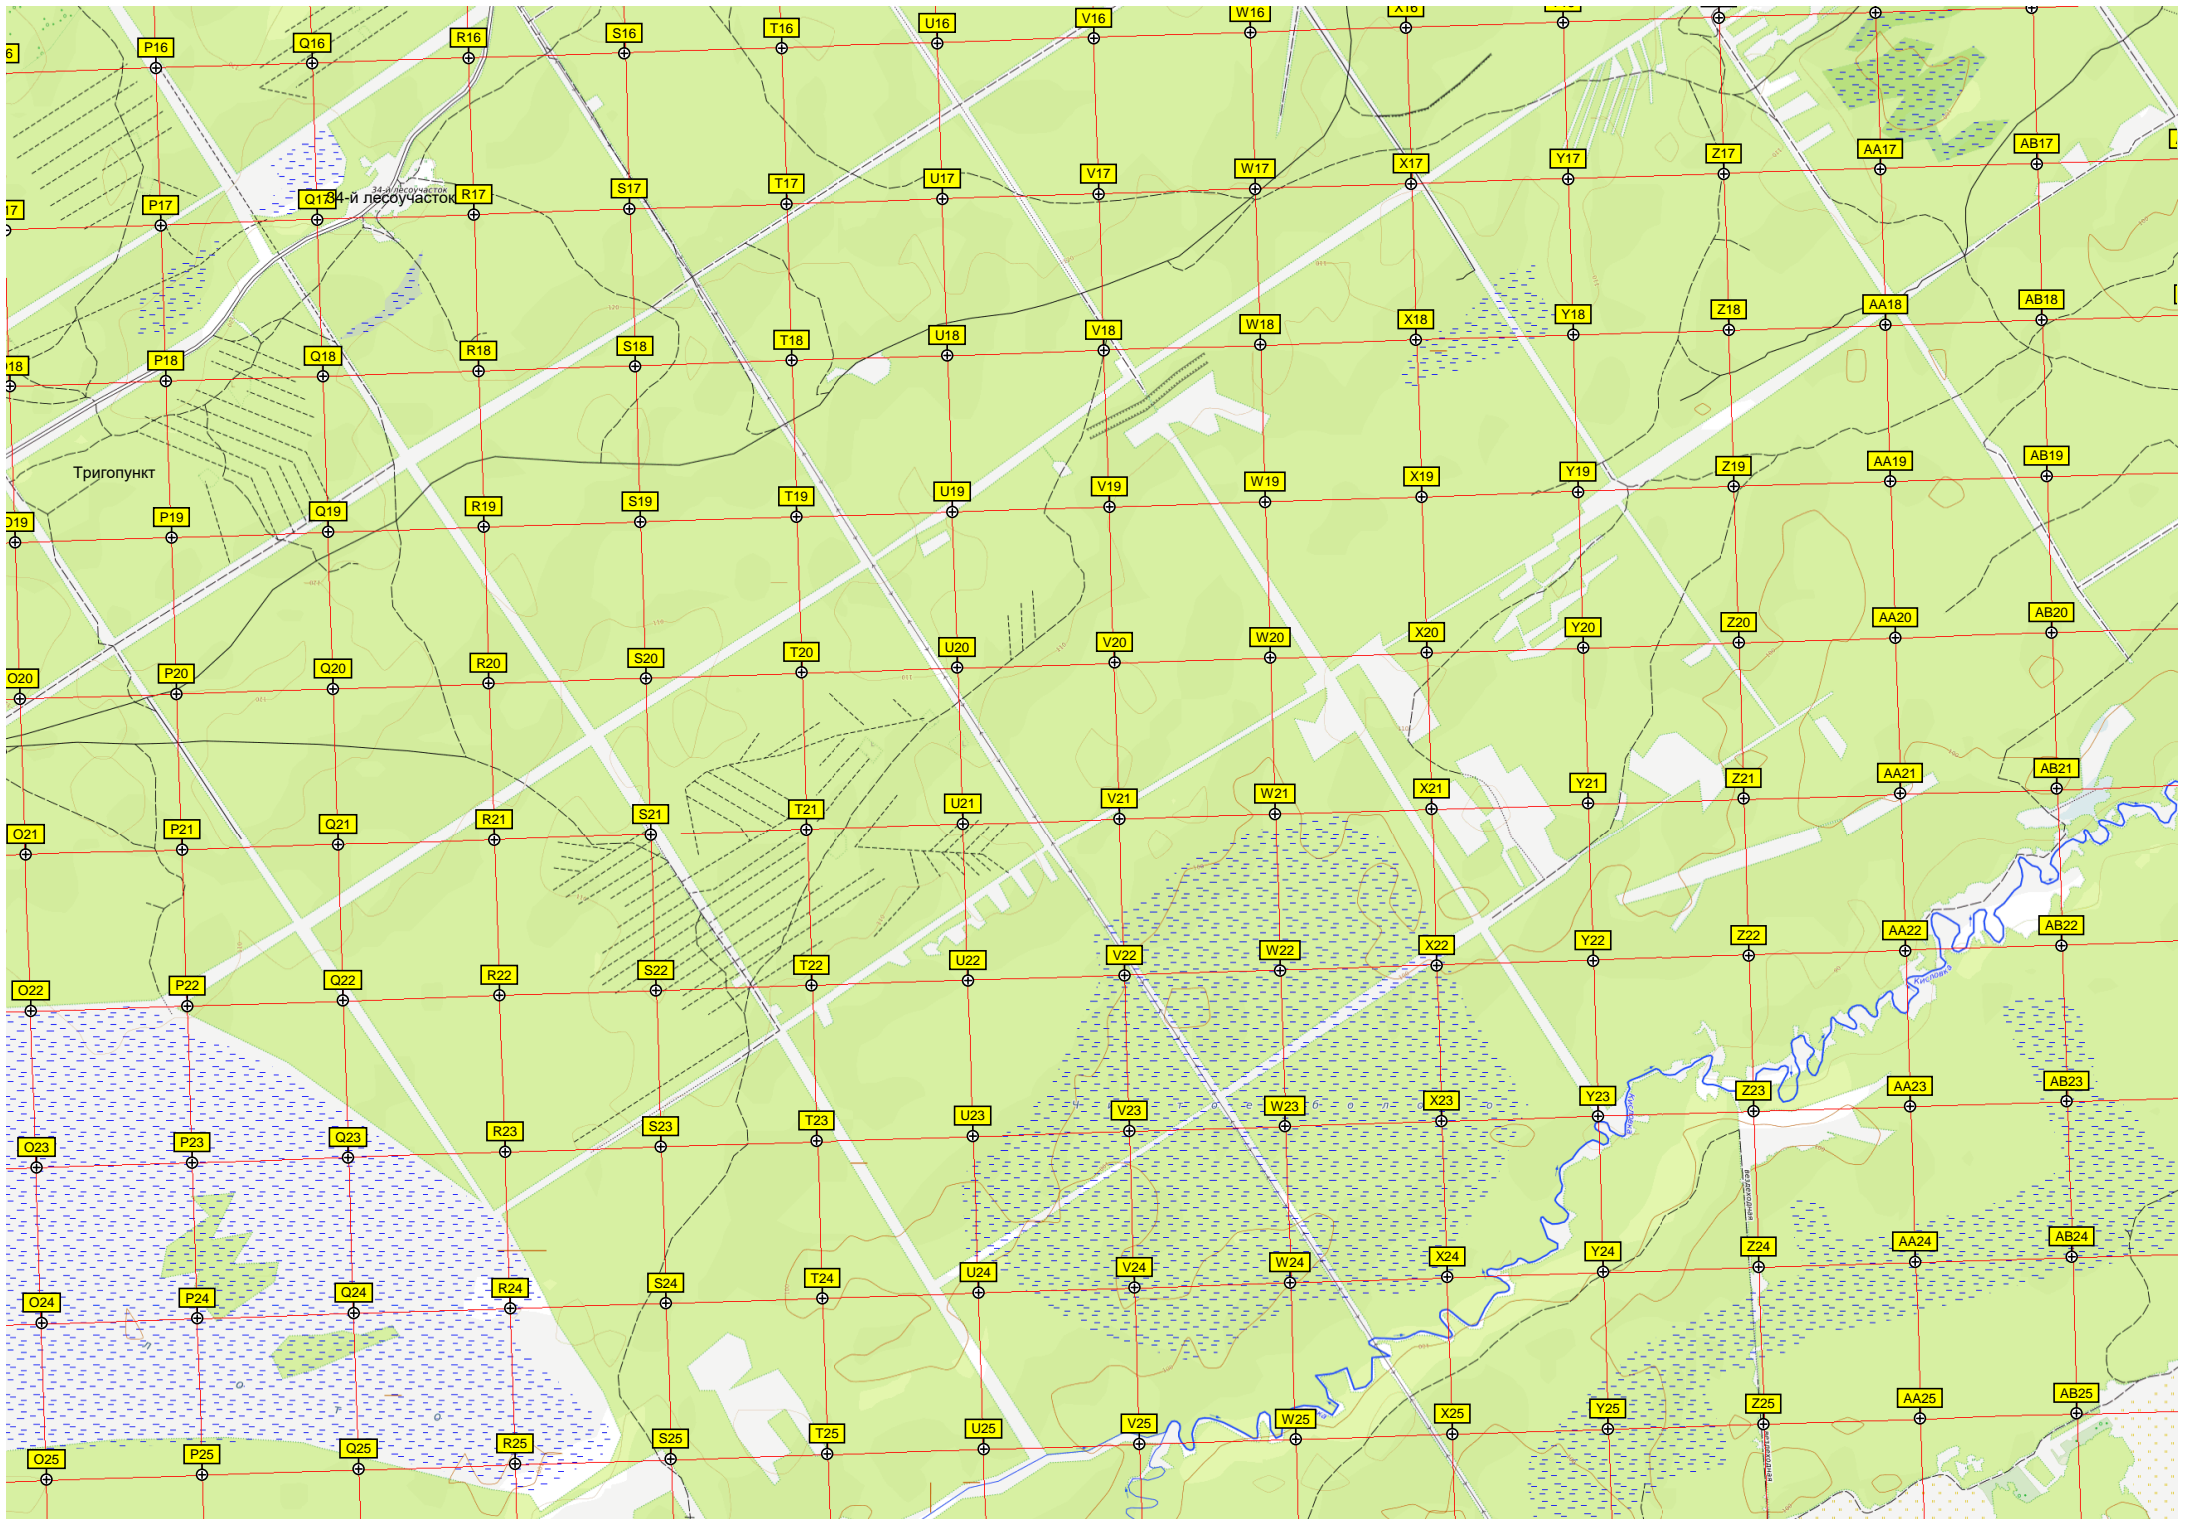 P16 Q16 R16 S16 T16 U16 V16 W16 X16
P17 Q17 R17 S17 T17 U17 V17 W17 X17 Y17 Z17 AA17 AB17
34-й лесоучасток
34-й лесоучасток
P18 Q18 R18 S18 T18 U18 V18 W18 X18 Y18 Z18 AA18 AB18
Тригопункт
P19 Q19 R19 S19 T19 U19 V19 W19 X19 Y19 Z19 AA19 AB19
O20 P20 Q20 R20 S20 T20 U20 V20 W20 X20 Y20 Z20 AA20 AB20
O21 P21 Q21 R21 S21 T21 U21 V21 W21 X21 Y21 Z21 AA21 AB21
O22 P22 Q22 R22 S22 T22 U22 V22 W22 X22 Y22 Z22 AA22 AB22
Кисловка
O23 P23 Q23 R23 S23 T23 U23 V23 W23 X23 Y23 Z23 AA23 AB23
Кисловка
вездеходная
O24 P24 Q24 R24 S24 T24 U24 V24 W24 X24 Y24 Z24 AA24 AB24
O25 P25 Q25 R25 S25 T25 U25 V25 W25 X25 Y25 Z25 AA25 AB25
вездеходная